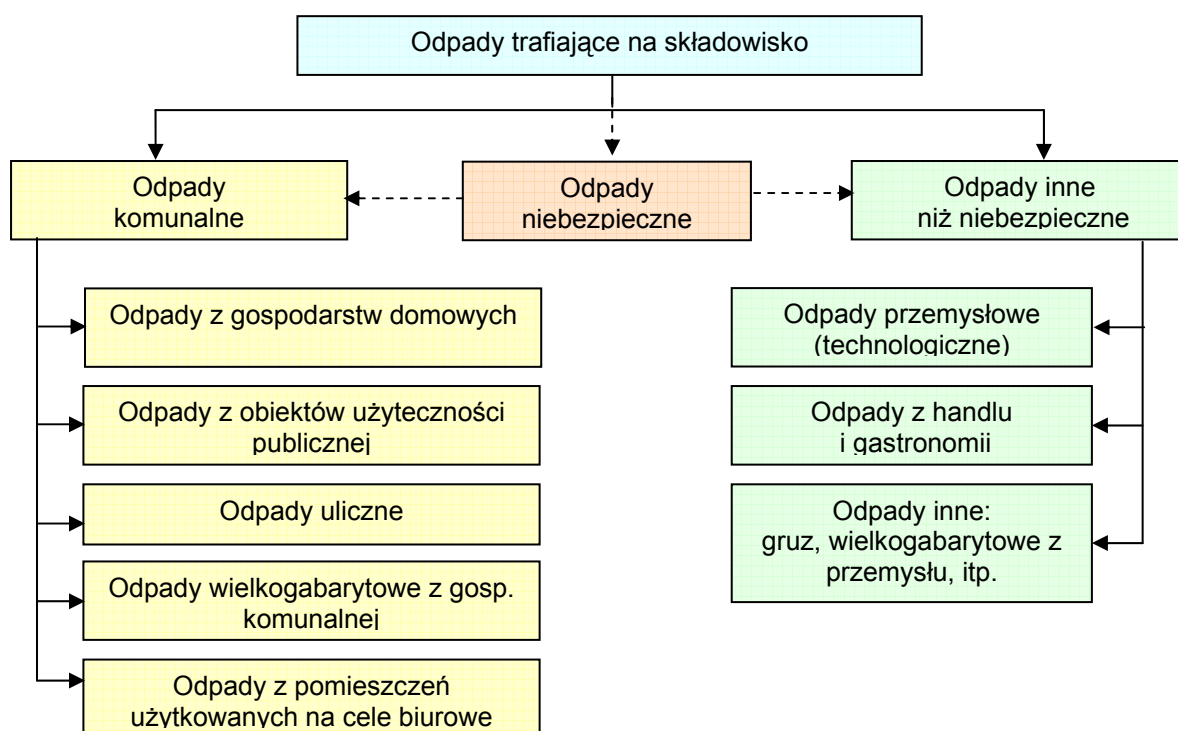 Odpady trafiające na składowisko
Odpady
komunalne
Odpady
niebezpieczne
Odpady inne
niż niebezpieczne
Odpady z gospodarstw domowych
Odpady z obiektów użyteczności
publicznej
Odpady uliczne
Odpady wielkogabarytowe z gosp.
komunalnej
Odpady z pomieszczeń
użytkowanych na cele biurowe
Odpady przemysłowe
(technologiczne)
Odpady z handlu
i gastronomii
Odpady inne:
gruz, wielkogabarytowe z
przemysłu, itp.